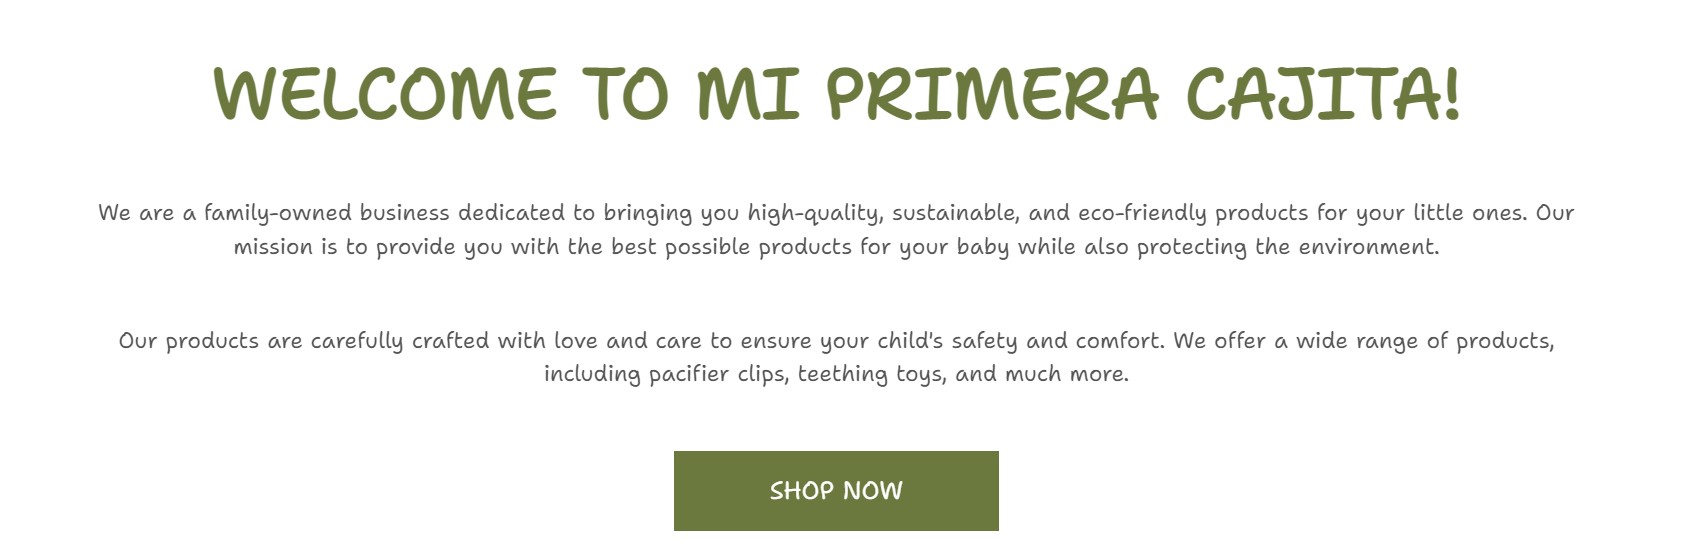 WELCOME TO MI PRIMERA CAJITA!
We are a family-owned business dedicated to bringing you high-quality, sustainable, and eco-friendly products for your little ones. Our
mission is to provide you with the best possible products for your baby while also protecting the environment.
Our products are carefully crafted with love and care to ensure your child's safety and comfort. We offer a wide range of products,
including pacifier clips, teething toys, and much more.
SHOP NOW